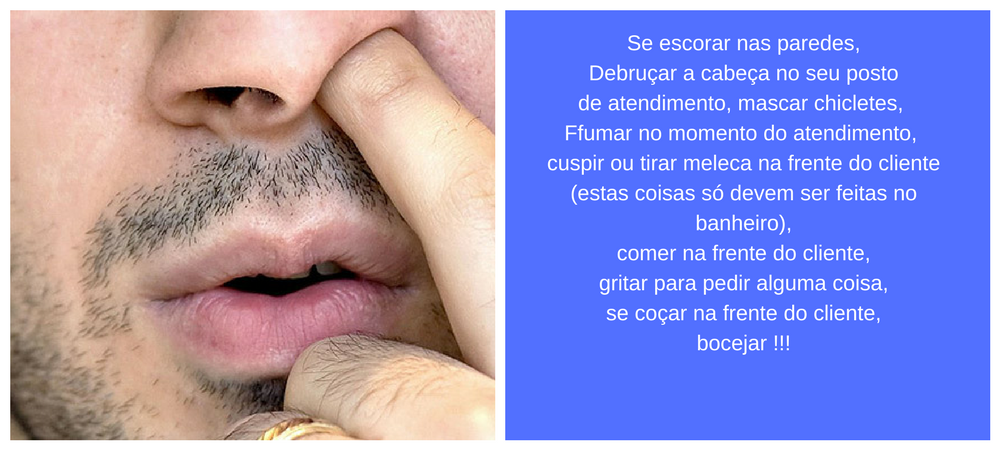 Se escorar nas paredes,
Debruçar a cabeça no seu posto
de atendimento, mascar chicletes,
Ffumar no momento do atendimento,
cuspir ou tirar meleca na frente do cliente
(estas coisas só devem ser feitas no
banheiro),
comer na frente do cliente,
gritar para pedir alguma coisa,
se coçar na frente do cliente,
bocejar !!!